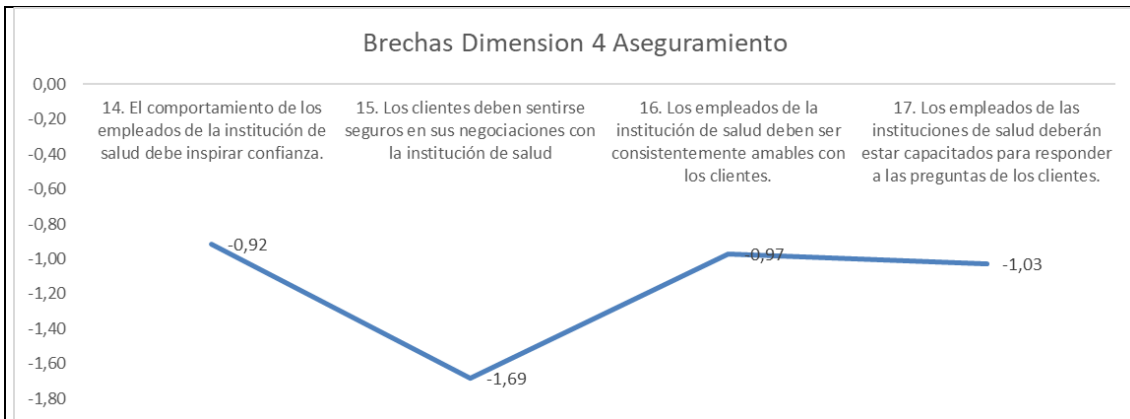 Brechas Dimension 4 Aseguramiento
0,00
-0,20
-0,40
-0,60
-0,80
-1,00
-1,20
-1,40
-1,60
-1,80
14. El comportamiento de los
empleados de la institución de
salud debe inspirar confianza.
15. Los clientes deben sentirse
seguros en sus negociaciones con
la institución de salud
16. Los empleados de la
institución de salud deben ser
consistentemente amables con
los clientes.
17. Los empleados de las
instituciones de salud deberán
estar capacitados para responder
a las preguntas de los clientes.
-0,92
-1,69
-0,97
-1,03